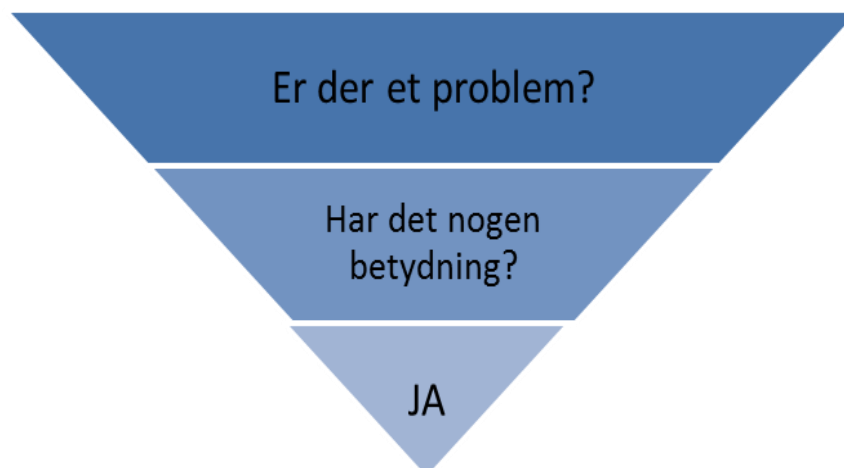 Er der et problem?
Har det nogen
betydning?
JA